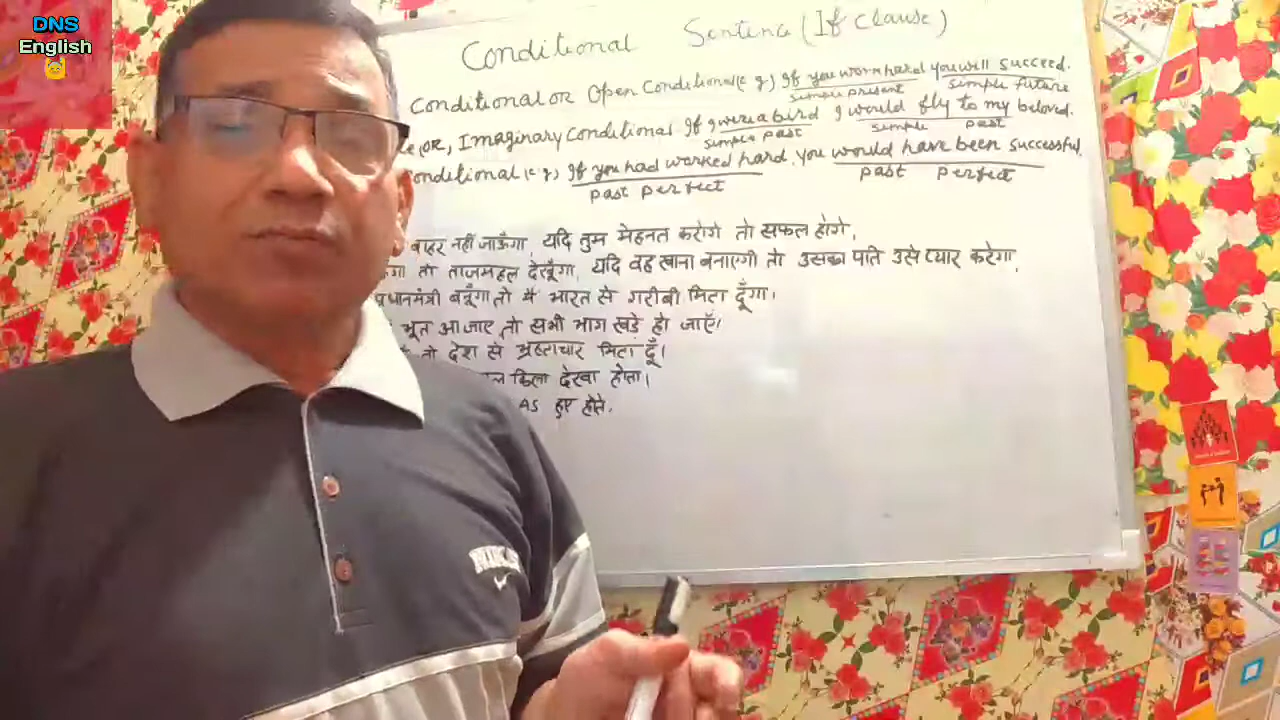 DNS
English
Conditional Sentence (If Clause)
Conditional or Open Conditional (e g) If you work hard you will succeed.
simple present simple future
OR, Imaginary Conditional. If I were a bird I would fly to my beloved.
simple past simple past
onditional (e g) If you had worked hard, you would have been successful.
past perfect past perfect
बाहर नहीं जाऊँगा, यदि तुम मेहनत करोगे तो सफल होगे,
तो ताजमहल देखूँगा, यदि वह खाना बनाएगी तो उसका पति उसे प्यार करेगा,
प्रधानमंत्री बनूँगा तो मैं भारत से गरीबी मिटा दूँगा।
भूत आ जाए तो सभी भाग खड़े हो जाएँ।
तो देश से भ्रष्टाचार मिटा दूँ।
किला देखा होता।
AS हुए होते,
NIKE